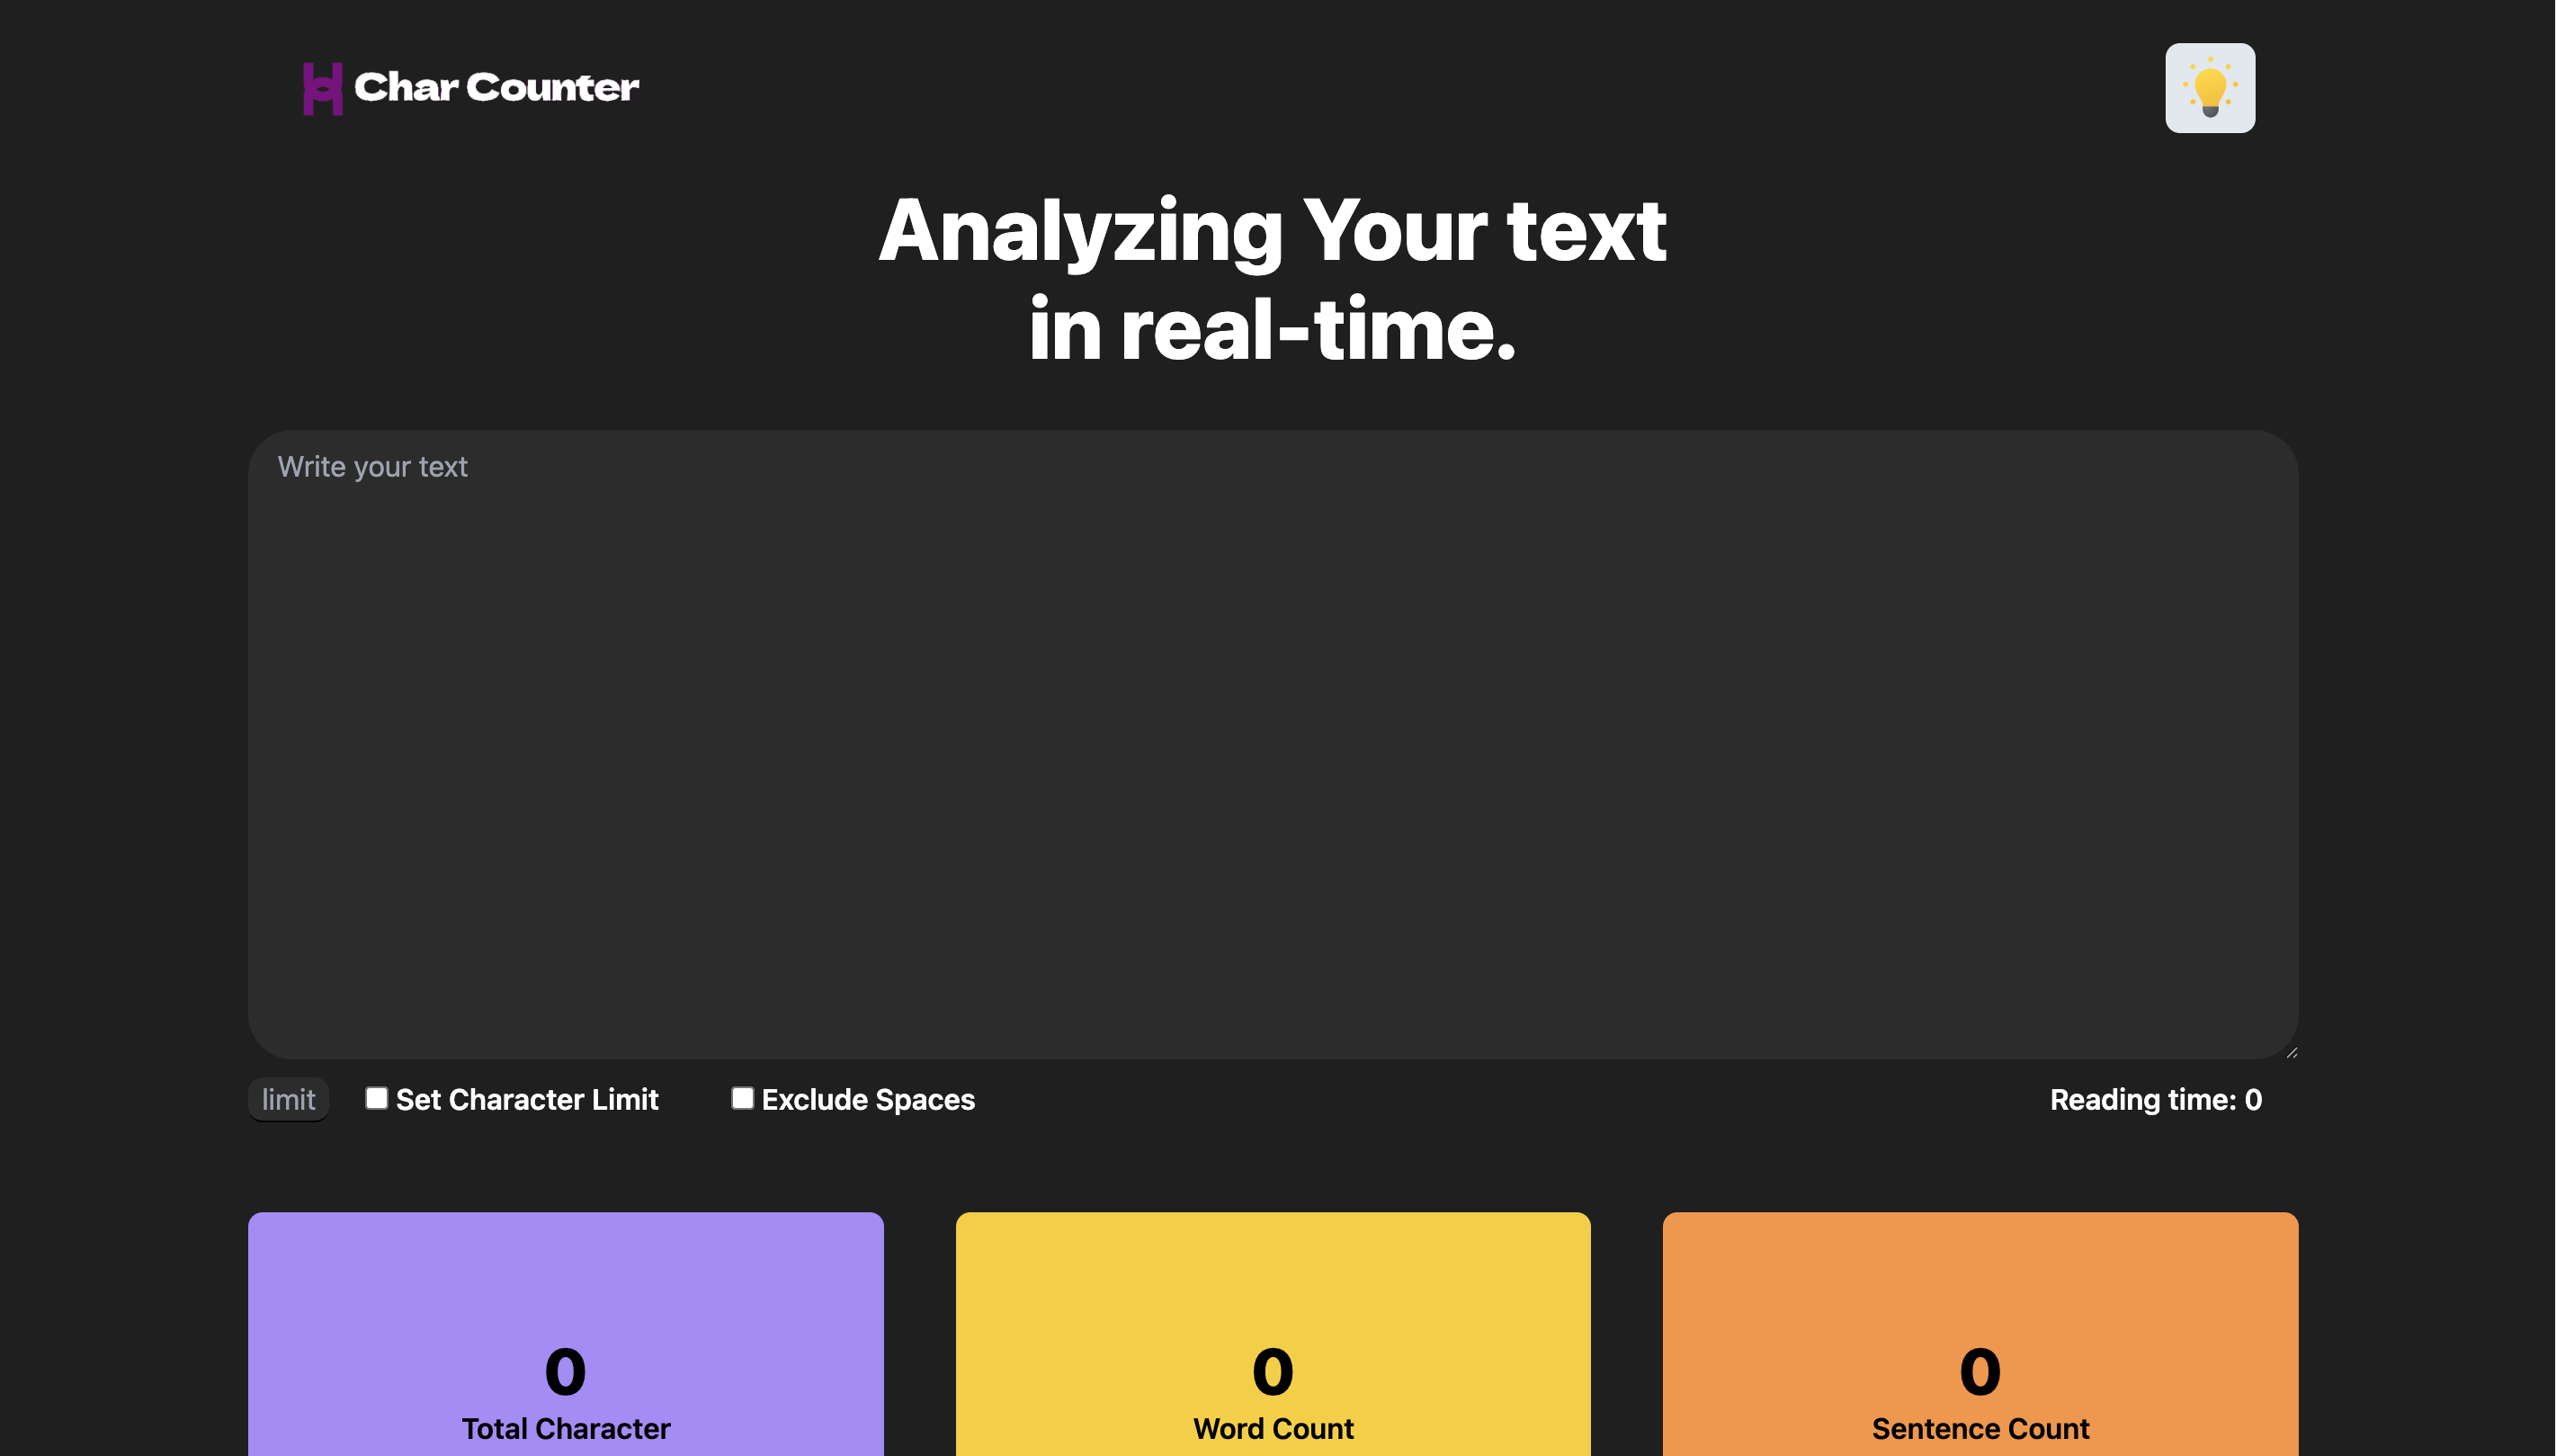 Char Counter
Analyzing Your text
in real-time.
Write your text
limit
Set Character Limit
Exclude Spaces
Reading time: 0
0
Total Character
0
Word Count
0
Sentence Count